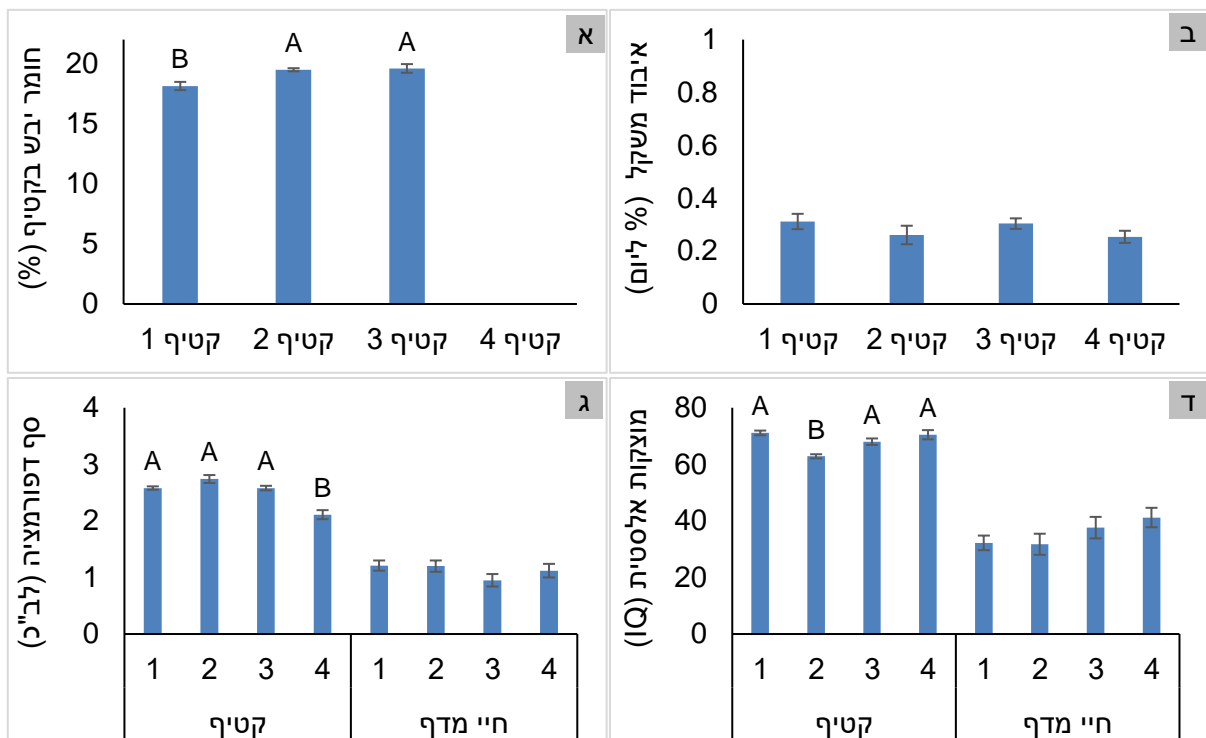 א
חומר יבש בקטיף (%)
20
15
10
5
0
B
A
A
קטיף 1
קטיף 2
קטיף 3
קטיף 4
ב
איבוד משקל (% ליום)
1
0.8
0.6
0.4
0.2
0
קטיף 1
קטיף 2
קטיף 3
קטיף 4
ג
סף דפורמציה (לב"כ)
4
3
2
1
0
A
A
A
B
1 2 3 4 1 2 3 4
קטיף
חיי מדף
ד
מוצקות אלסטית (IQ)
80
60
40
20
0
A
B
A
A
1 2 3 4 1 2 3 4
קטיף
חיי מדף